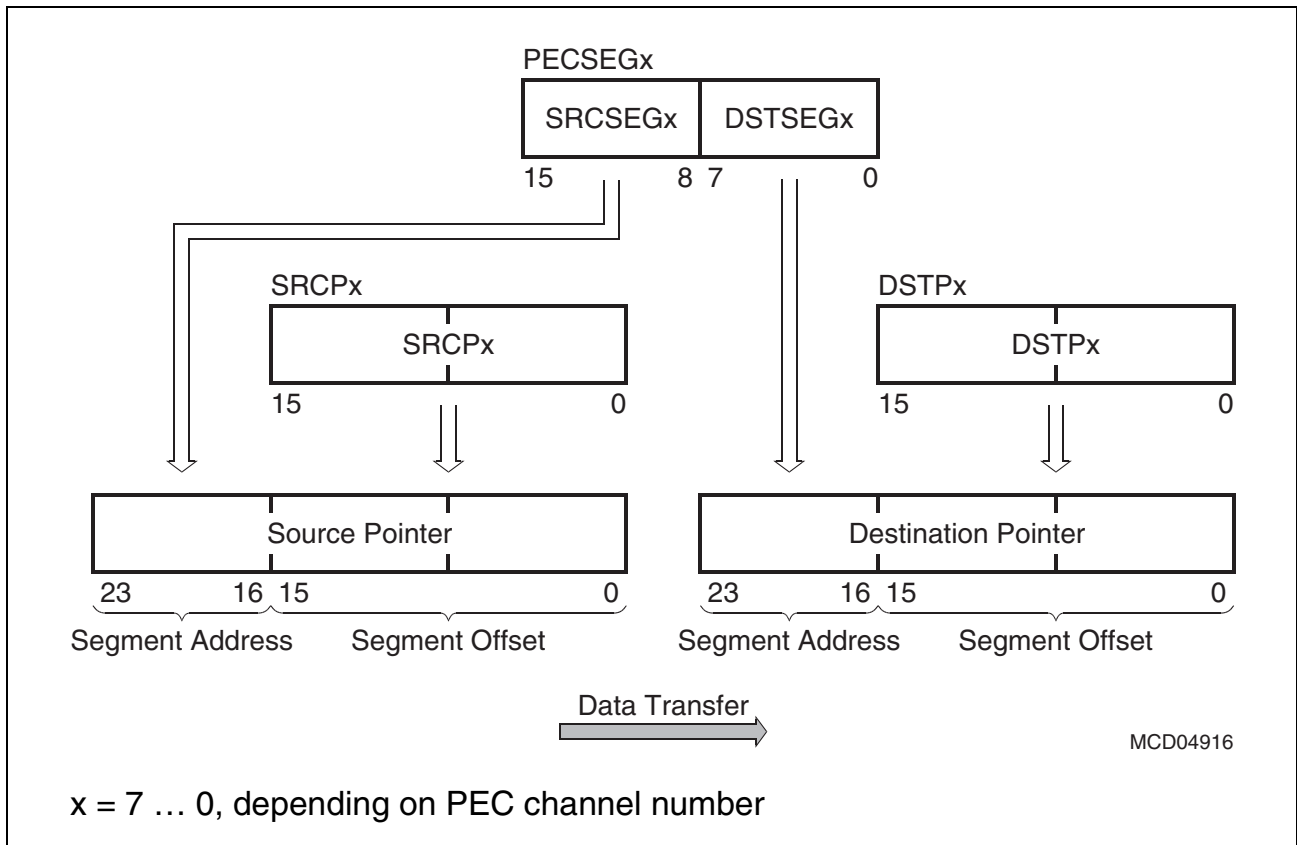 PECSEGx
SRCSEGx DSTSEGx
15 8 7 0
SRCPx DSTPx
SRCPx DSTPx
15 0 15 0
Source Pointer Destination Pointer
23 16 15 0 23 16 15 0
Segment Address Segment Offset Segment Address Segment Offset
Data Transfer
MCD04916
x = 7 … 0, depending on PEC channel number